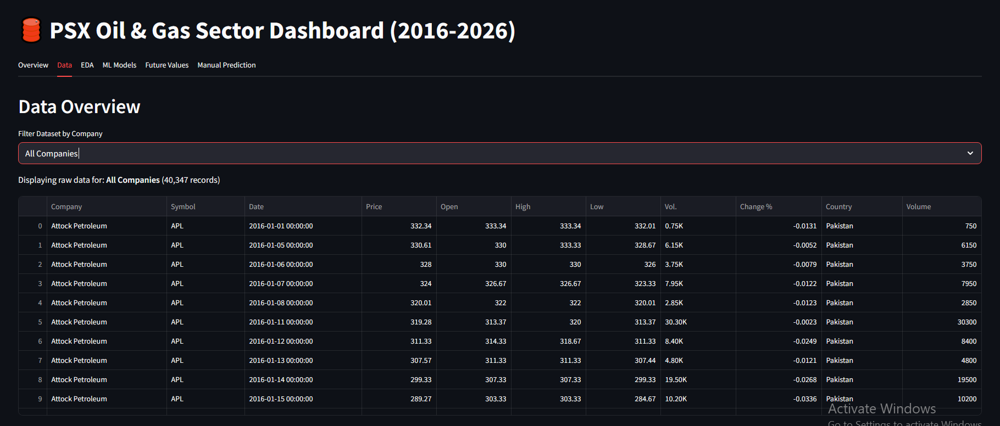 PSX Oil & Gas Sector Dashboard (2016-2026)
Overview Data EDA ML Models Future Values Manual Prediction
Data Overview
Filter Dataset by Company
All Companies
Displaying raw data for: All Companies (40,347 records)
Company Symbol Date Price Open High Low Vol. Change % Country Volume
0 Attock Petroleum APL 2016-01-01 00:00:00 332.34 333.34 333.34 332.01 0.75K -0.0131 Pakistan 750
1 Attock Petroleum APL 2016-01-05 00:00:00 330.61 330 333.33 328.67 6.15K -0.0052 Pakistan 6150
2 Attock Petroleum APL 2016-01-06 00:00:00 328 330 330 326 3.75K -0.0079 Pakistan 3750
3 Attock Petroleum APL 2016-01-07 00:00:00 324 326.67 326.67 323.33 7.95K -0.0122 Pakistan 7950
4 Attock Petroleum APL 2016-01-08 00:00:00 320.01 322 322 320.01 2.85K -0.0123 Pakistan 2850
5 Attock Petroleum APL 2016-01-11 00:00:00 319.28 313.37 320 313.37 30.30K -0.0023 Pakistan 30300
6 Attock Petroleum APL 2016-01-12 00:00:00 311.33 314.33 318.67 311.33 8.40K -0.0249 Pakistan 8400
7 Attock Petroleum APL 2016-01-13 00:00:00 307.57 311.33 311.33 307.44 4.80K -0.0121 Pakistan 4800
8 Attock Petroleum APL 2016-01-14 00:00:00 299.33 307.33 307.33 299.33 19.50K -0.0268 Pakistan 19500
9 Attock Petroleum APL 2016-01-15 00:00:00 289.27 303.33 303.33 284.67 10.20K -0.0336 Pakistan 10200
Activate Windows
Go to Settings to activate Windows